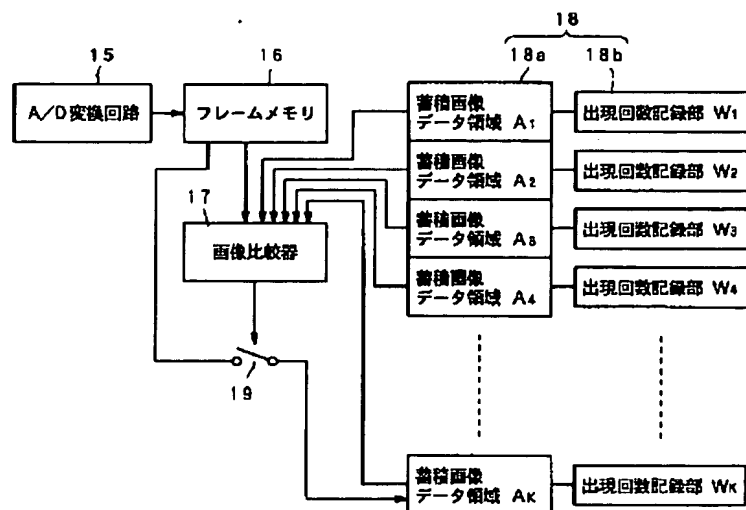 18
15
16
18a
18b
A/D変換回路
フレームメモリ
蓄積画像
データ領域 A1
出現回数記録部 W1
蓄積画像
データ領域 A2
出現回数記録部 W2
17
画像比較器
蓄積画像
データ領域 A3
出現回数記録部 W3
蓄積画像
データ領域 A4
出現回数記録部 W4
19
蓄積画像
データ領域 AK
出現回数記録部 WK